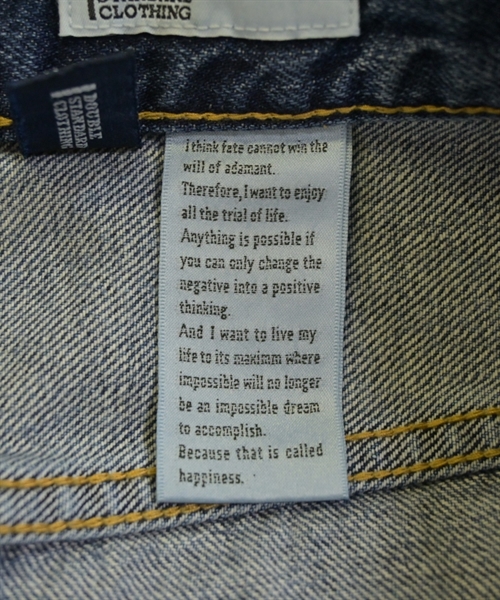 STANDARD
CLOTHING
DOUBLE
STANDARD
CLOTHING
I think fate cannot win the
will of adamant.
Therefore, I want to enjoy
all the trial of life.
Anything is possible if
you can only change the
negative into a positive
thinking.
And I want to live my
life to its maximm where
impossible will no longer
be an impossible dream
to accomplish.
Because that is called
happiness.